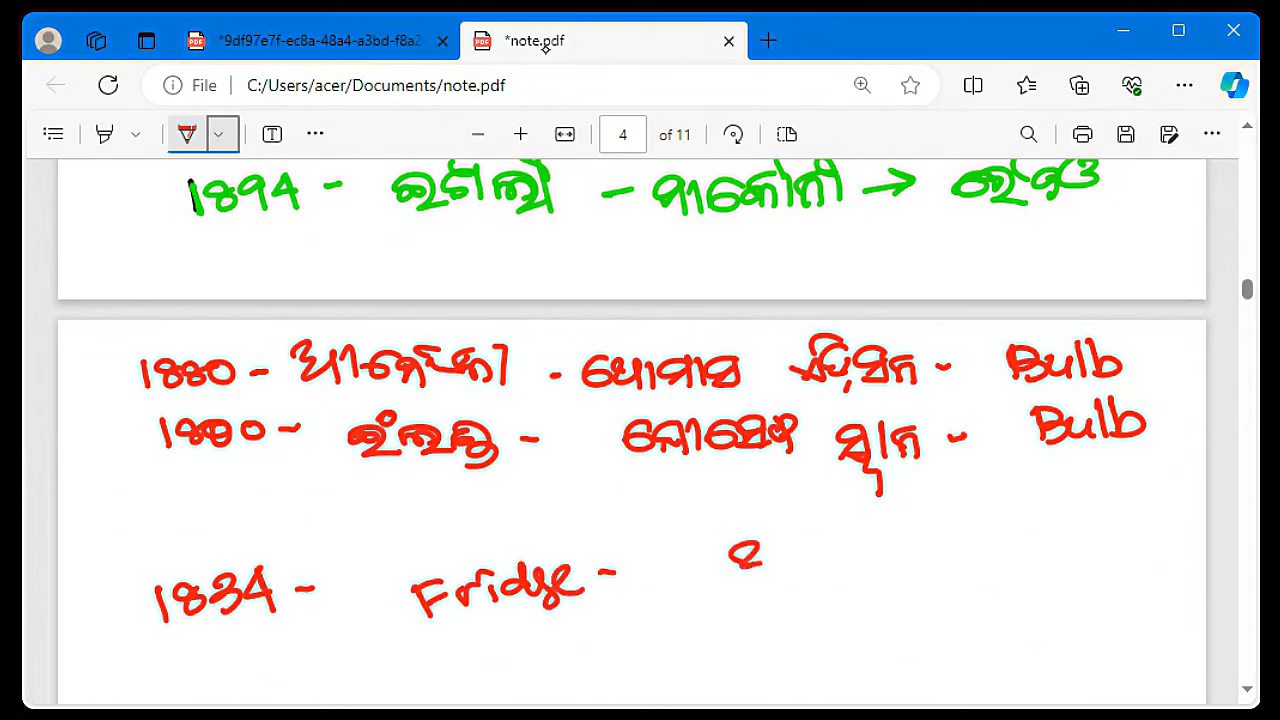 *9df97e7f-ec8a-48a4-a3bd-f8a2-
*note.pdf
File C:/Users/acer/Documents/note.pdf
4 of 11
1894 - ଇଟାଲୀ - ମାର୍କୋନୀ → ରେଡିଓ
1880 - ଆମେରିକା - ଥୋମାସ ଏଡ଼ିସନ - Bulb
1880 - ଇଂଲଣ୍ଡ - ଜୋସେଫ ସ୍ଵାନ - Bulb
1834 - Fridge -